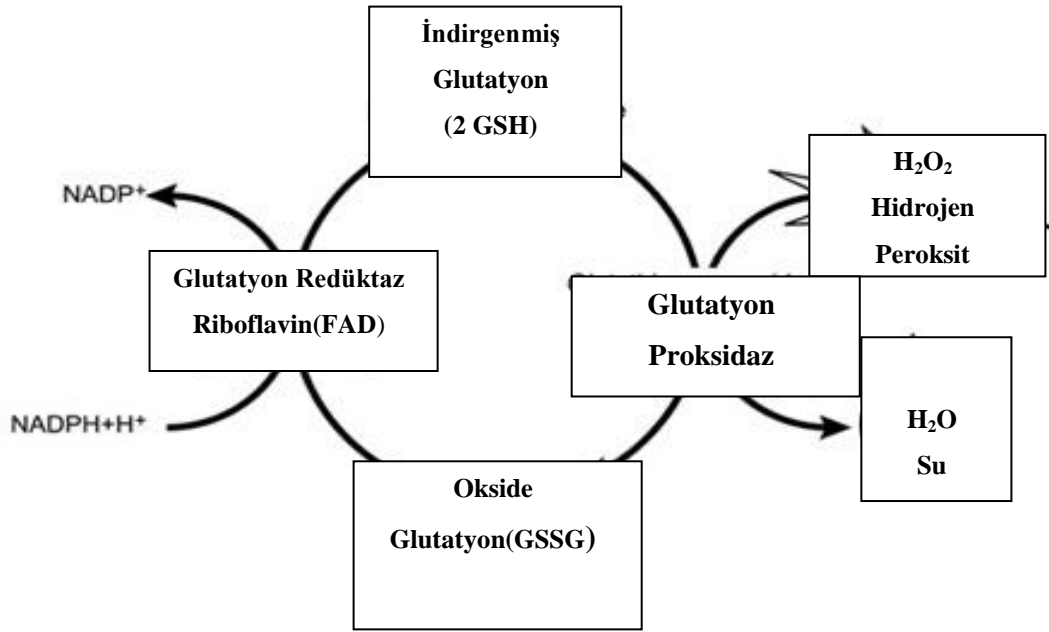 İndirgenmiş
Glutatyon
(2 GSH)
H₂O₂
Hidrojen
Peroksit
NADP⁺
Glutatyon Redüktaz
Riboflavin(FAD)
Glutatyon
Proksidaz
NADPH+H⁺
H₂O
Su
Okside
Glutatyon(GSSG)